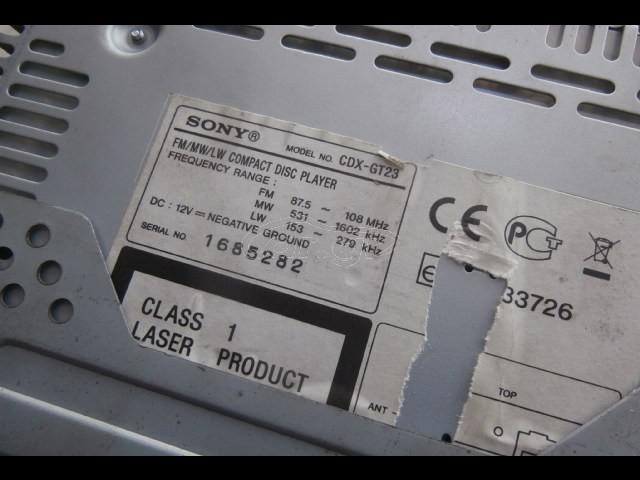 SONY®
MODEL NO. CDX-GT23
FM/MW/LW COMPACT DISC PLAYER
FREQUENCY RANGE :
FM 87.5 ~ 108 MHz
MW 531 ~ 1602 kHz
LW 153 ~ 279 kHz
DC : 12V NEGATIVE GROUND
SERIAL NO 1685282
CLASS 1
LASER PRODUCT
CE
33726
TOP
ANT